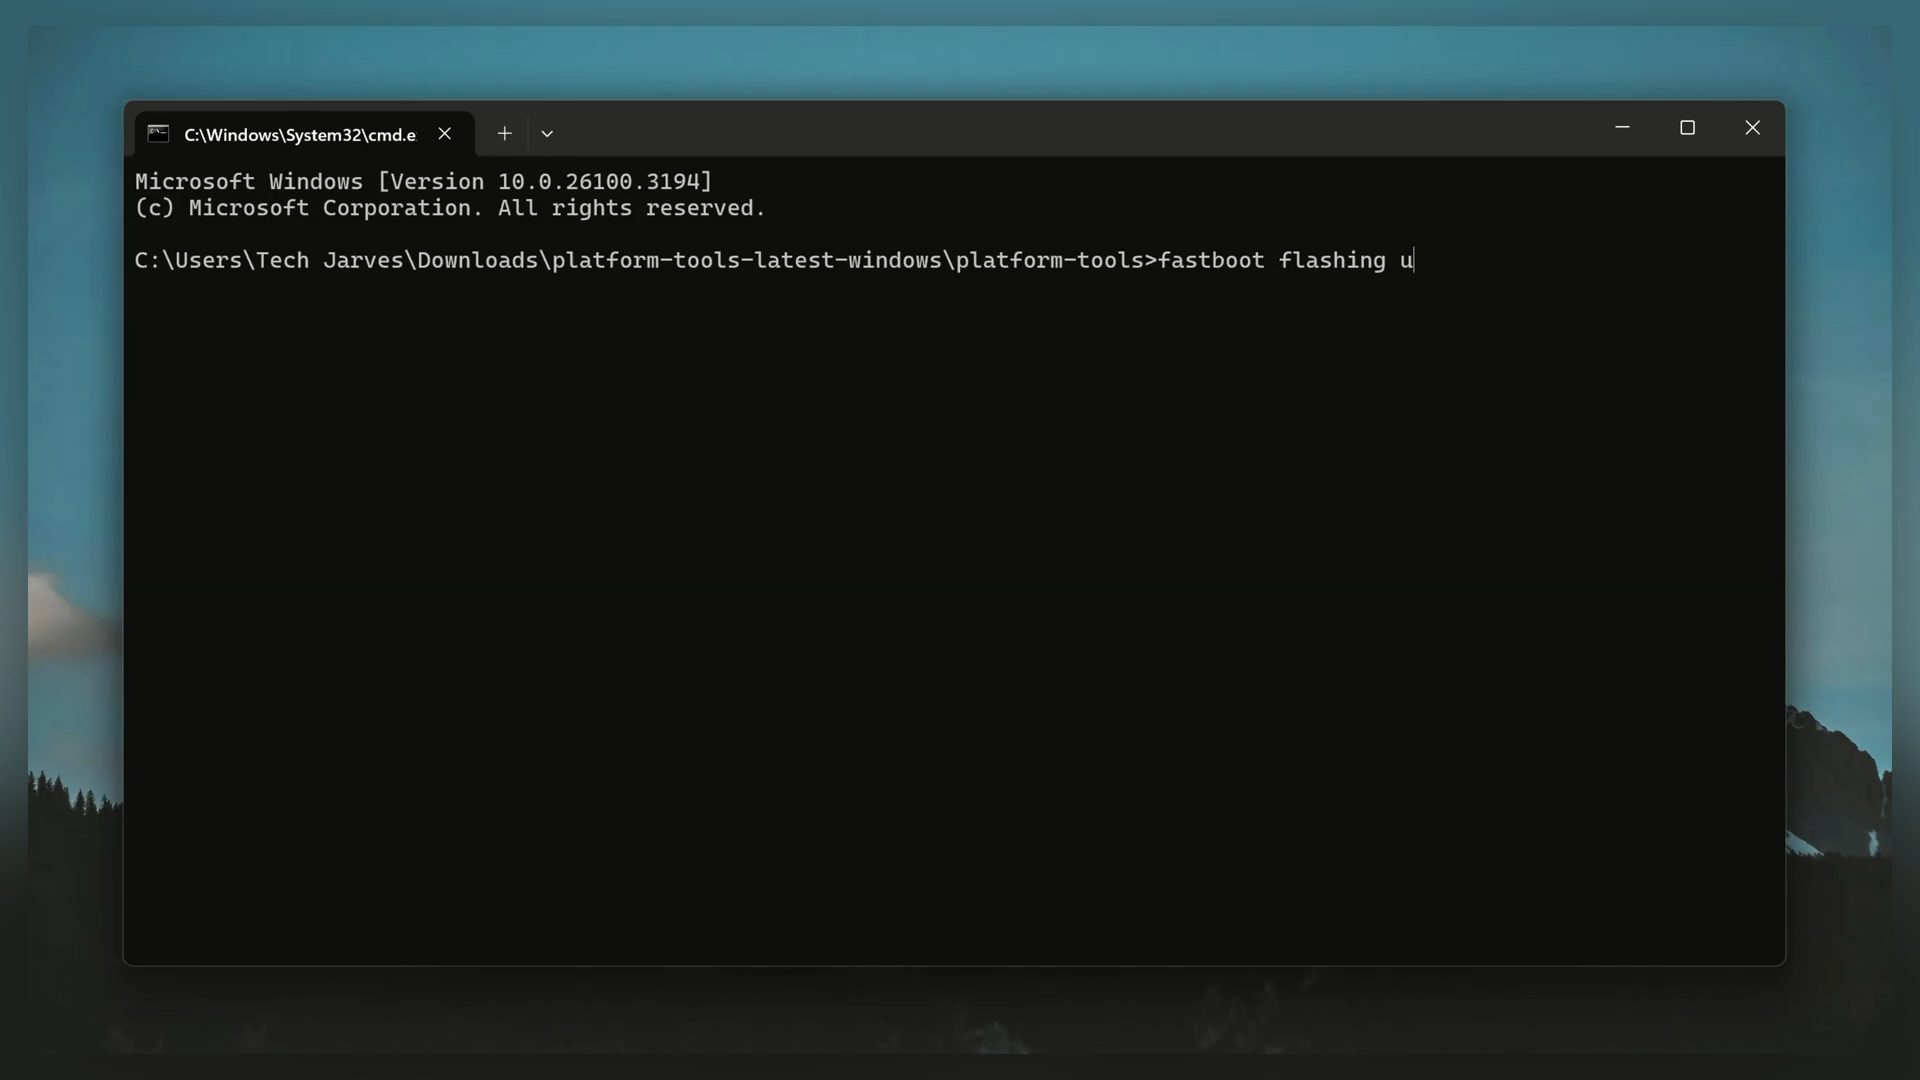 C:\Windows\System32\cmd.e
Microsoft Windows [Version 10.0.26100.3194]
(c) Microsoft Corporation. All rights reserved.
C:\Users\Tech Jarves\Downloads\platform-tools-latest-windows\platform-tools>fastboot flashing u